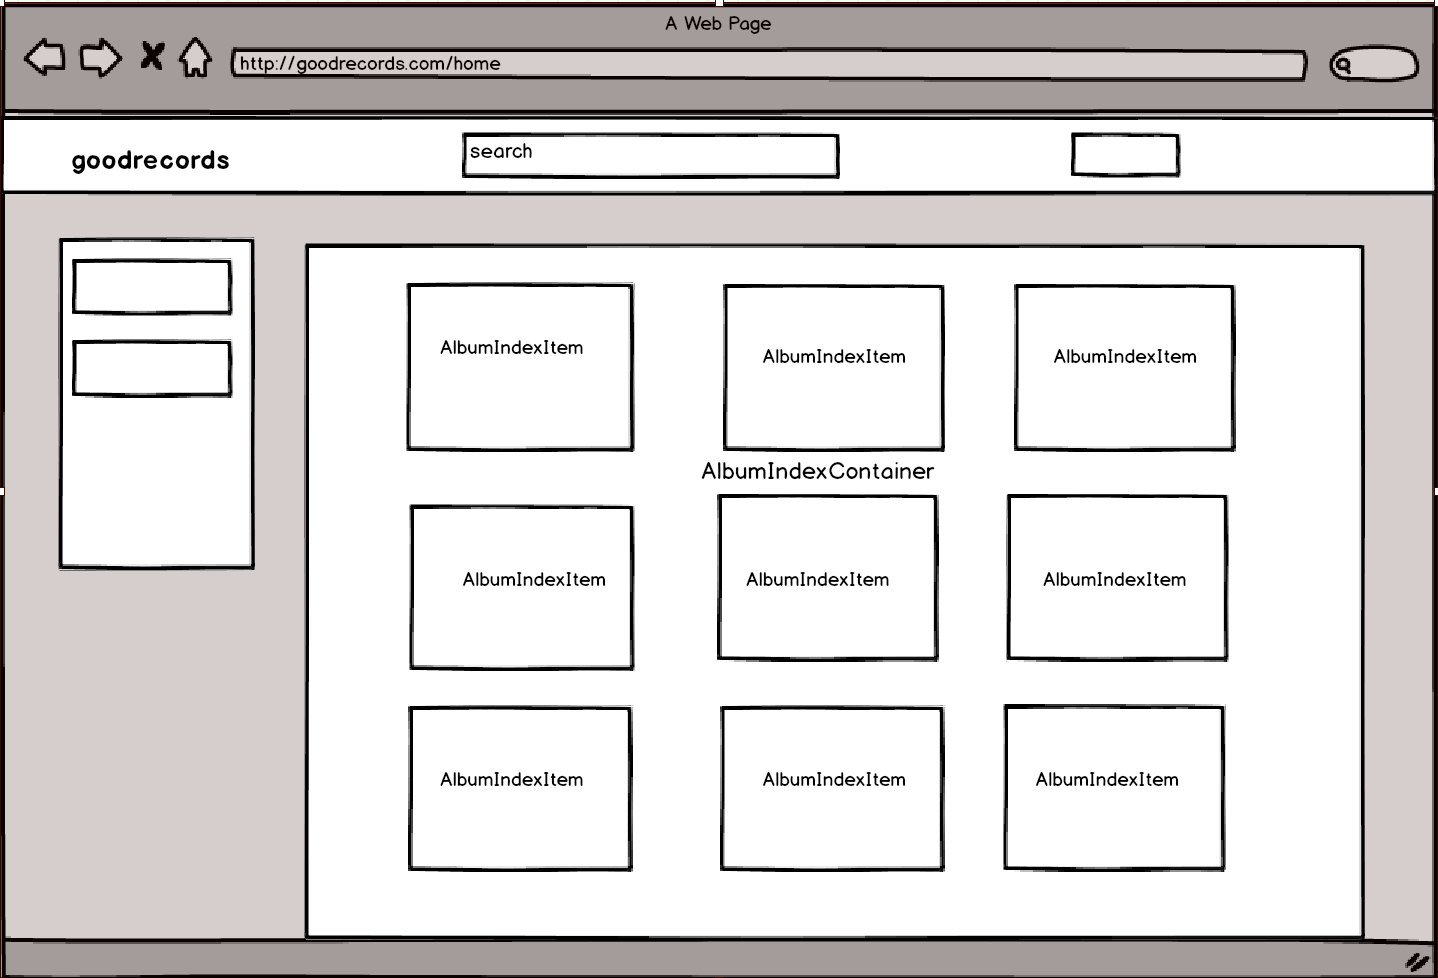 A Web Page
http://goodrecords.com/home
goodrecords
search
AlbumIndexItem
AlbumIndexItem
AlbumIndexItem
AlbumIndexContainer
AlbumIndexItem
AlbumIndexItem
AlbumIndexItem
AlbumIndexItem
AlbumIndexItem
AlbumIndexItem